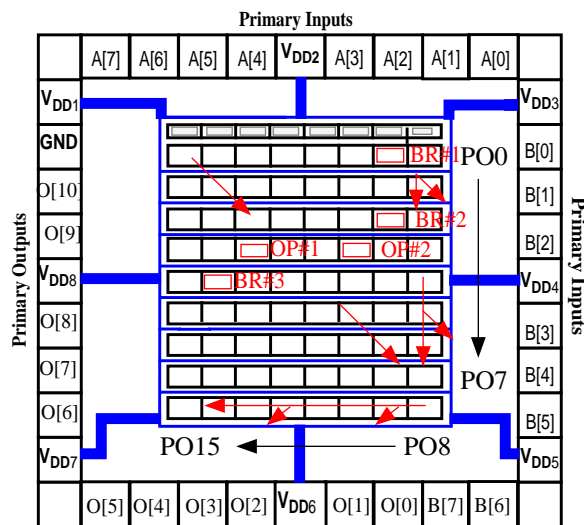 Primary Inputs
A[7] A[6] A[5] A[4] VDD2 A[3] A[2] A[1] A[0]
VDD1 VDD3
GND BR#1 PO0 B[0]
O[10] B[1]
O[9] BR#2 B[2]
OP#1 OP#2
VDD8 BR#3 VDD4
O[8] B[3]
O[7] PO7 B[4]
O[6] B[5]
PO15 PO8
VDD7 VDD5
O[5] O[4] O[3] O[2] VDD6 O[1] O[0] B[7] B[6]
Primary Outputs
Primary Inputs